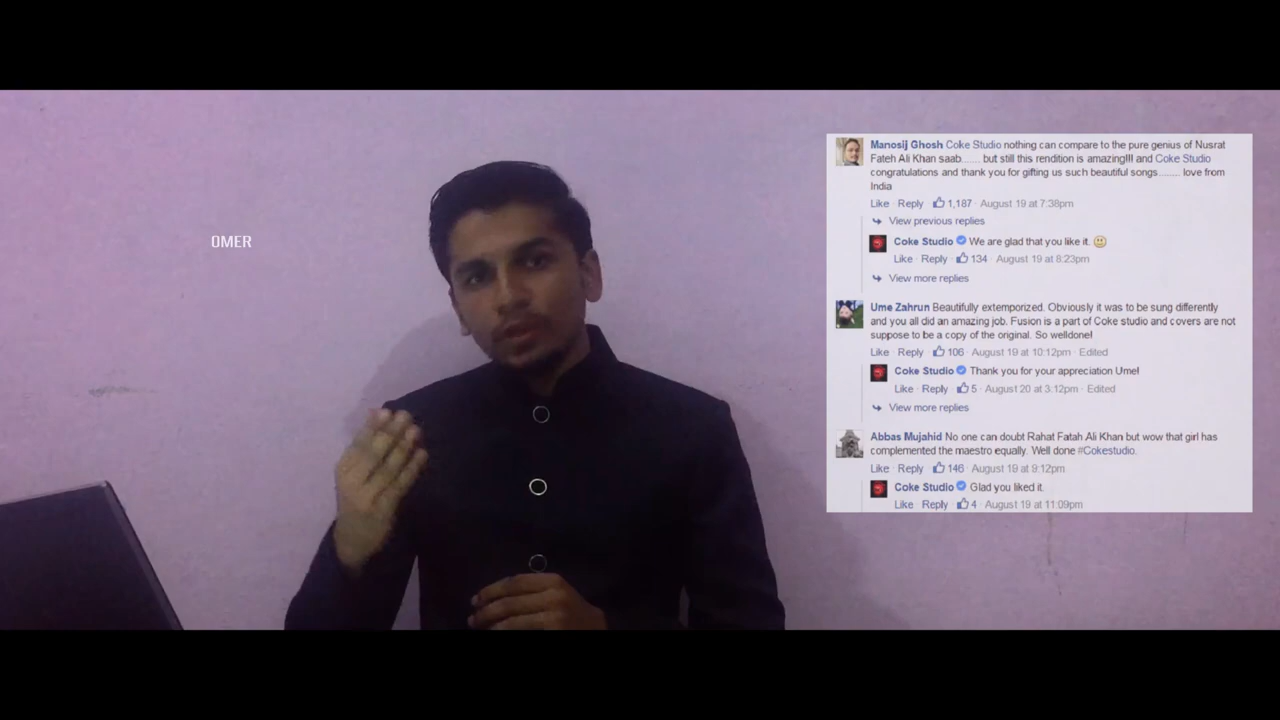 OMER
Manosij Ghosh Coke Studio nothing can compare to the pure genius of Nusrat
Fateh Ali Khan saab....... but still this rendition is amazing!!! and Coke Studio
congratulations and thank you for gifting us such beautiful songs........ love from
India
Like · Reply · 1,187 · August 19 at 7:38pm
View previous replies
Coke Studio We are glad that you like it. 😃
Like · Reply · 134 · August 19 at 8:23pm
View more replies
Ume Zahrun Beautifully extemporized. Obviously it was to be sung differently
and you all did an amazing job. Fusion is a part of Coke studio and covers are not
suppose to be a copy of the original. So welldone!
Like · Reply · 106 · August 19 at 10:12pm · Edited
Coke Studio Thank you for your appreciation Ume!
Like · Reply · 5 · August 20 at 3:12pm · Edited
View more replies
Abbas Mujahid No one can doubt Rahat Fatah Ali Khan but wow that girl has
complemented the maestro equally. Well done #Cokestudio.
Like · Reply · 146 · August 19 at 9:12pm
Coke Studio Glad you liked it.
Like · Reply · 4 · August 19 at 11:09pm